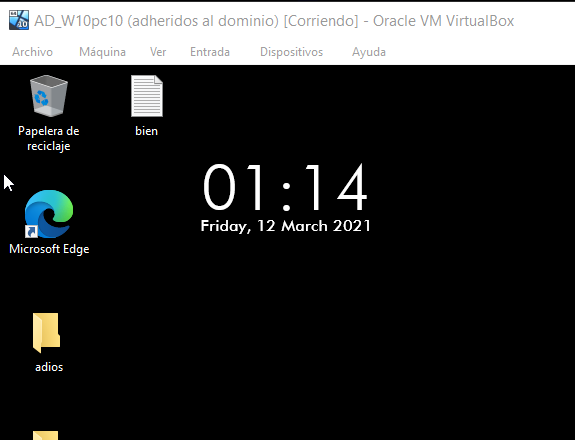 AD_W10pc10 (adheridos al dominio) [Corriendo] - Oracle VM VirtualBox
Archivo Máquina Ver Entrada Dispositivos Ayuda
Papelera de
reciclaje
bien
01:14
Friday, 12 March 2021
Microsoft Edge
adios